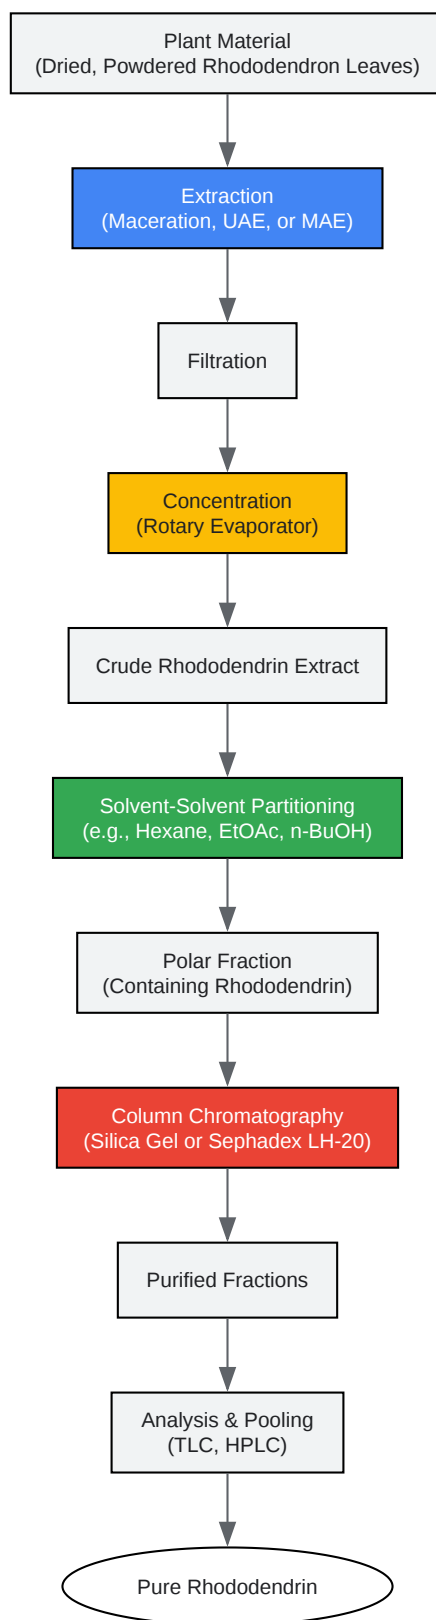 Plant Material
(Dried, Powdered Rhododendron Leaves)
Extraction
(Maceration, UAE, or MAE)
Filtration
Concentration
(Rotary Evaporator)
Crude Rhododendrin Extract
Solvent-Solvent Partitioning
(e.g., Hexane, EtOAc, n-BuOH)
Polar Fraction
(Containing Rhododendrin)
Column Chromatography
(Silica Gel or Sephadex LH-20)
Purified Fractions
Analysis & Pooling
(TLC, HPLC)
Pure Rhododendrin